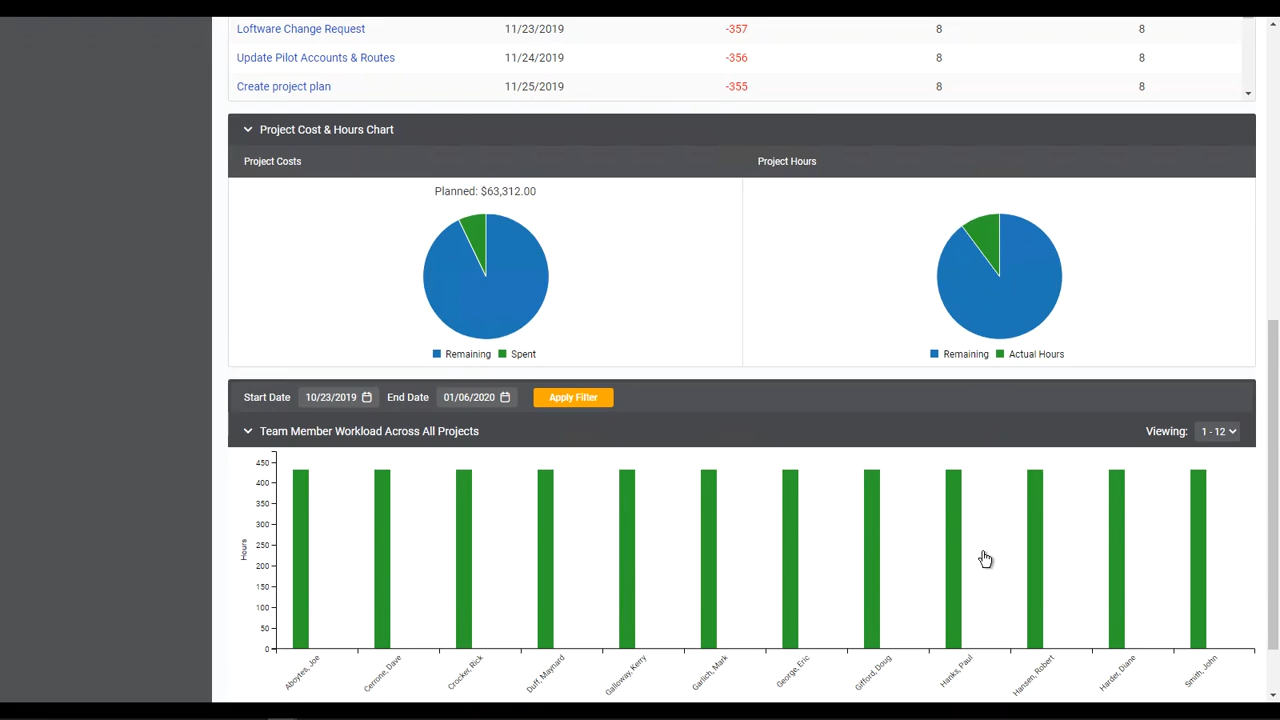 Loftware Change Request 11/23/2019 -357 8 8
Update Pilot Accounts & Routes 11/24/2019 -356 8 8
Create project plan 11/25/2019 -355 8 8
Project Cost & Hours Chart
Project Costs Project Hours
Planned: $63,312.00
Remaining Spent
Remaining Actual Hours
Start Date 10/23/2019 End Date 01/06/2020 Apply Filter
Team Member Workload Across All Projects Viewing: 1 - 12
450
400
350
300
250
200
150
100
50
0
Hours
Aboytes, Joe
Cerrone, Dave
Crocker, Rick
Duff, Maynard
Galloway, Kerry
Garlich, Mark
George, Eric
Gifford, Doug
Hanks, Paul
Hansen, Robert
Harder, Diane
Smith, John